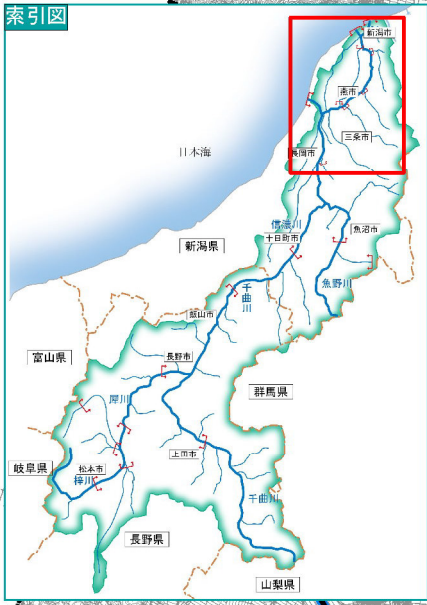 索引図
新潟市
燕市
三条市
日本海
長岡市
信濃川
魚沼市
十日町市
新潟県
魚野川
千曲川
飯山市
富山県
長野市
群馬県
犀川
上田市
岐阜県
松本市
梓川
千曲川
長野県
山梨県